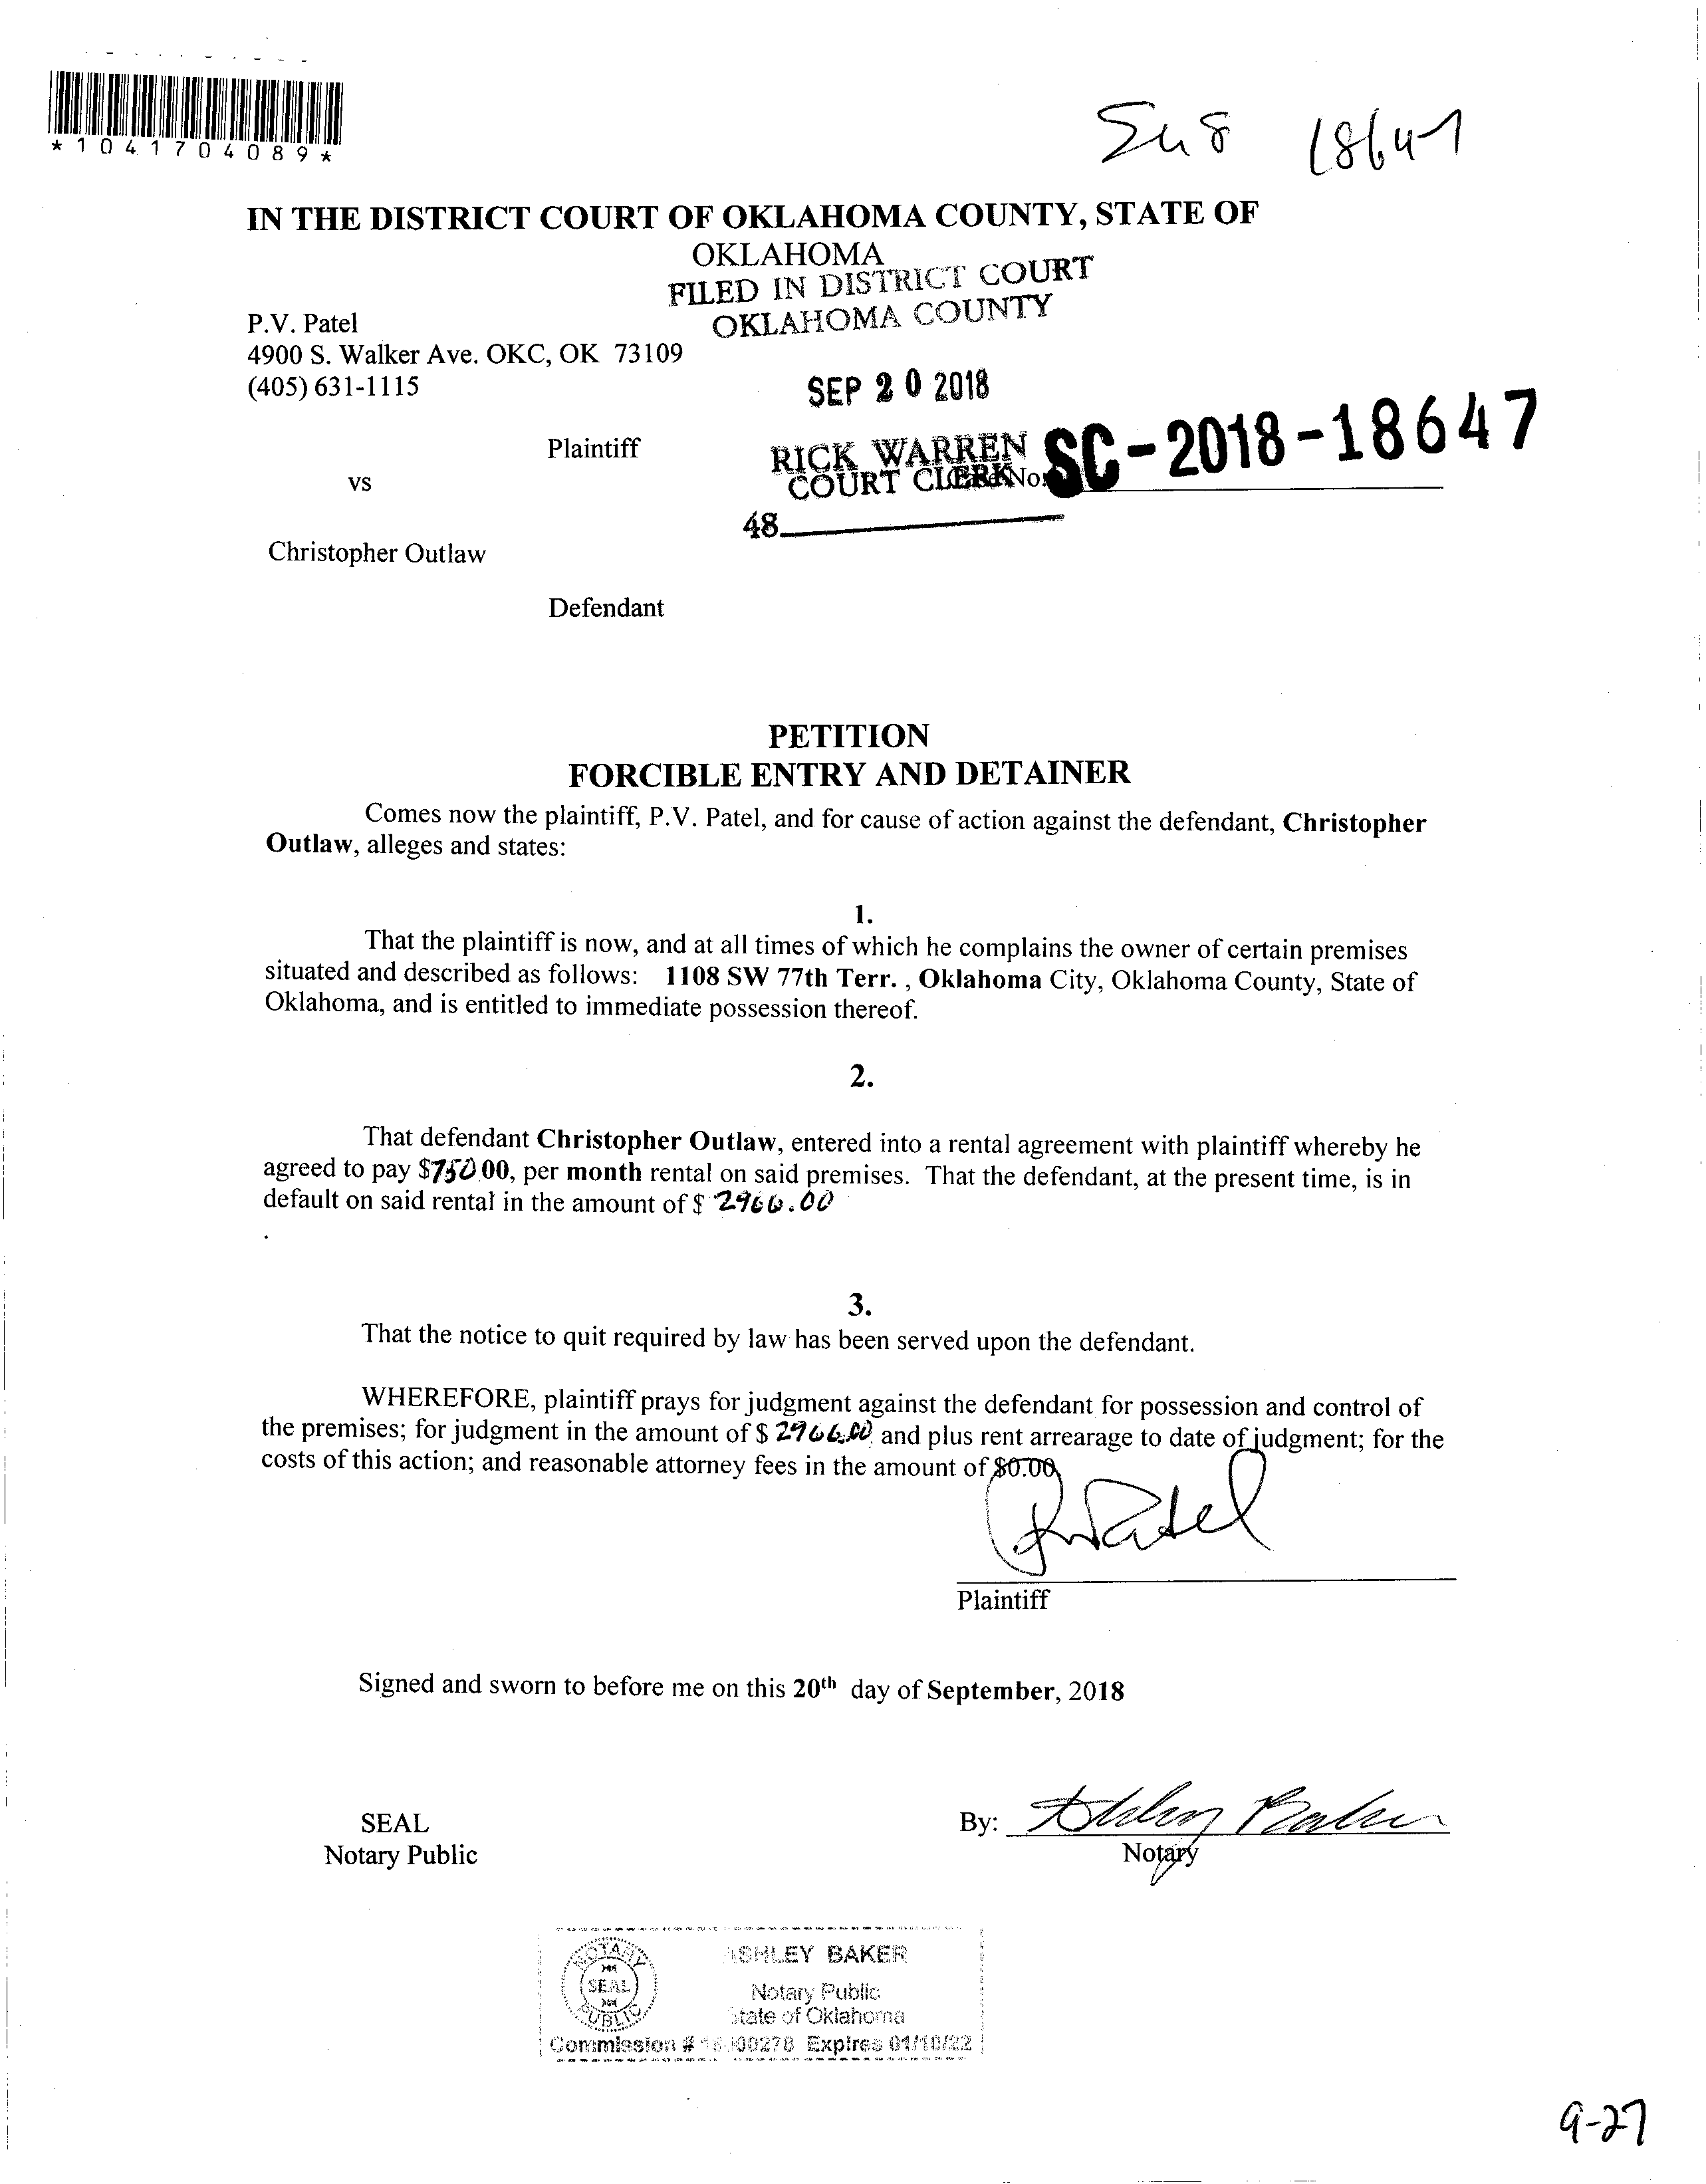 *1041704089*
18647
IN THE DISTRICT COURT OF OKLAHOMA COUNTY, STATE OF
OKLAHOMA
FILED IN DISTRICT COURT
OKLAHOMA COUNTY
P.V. Patel
4900 S. Walker Ave. OKC, OK 73109
(405) 631-1115
SEP 20 2018
Plaintiff
RICK WARREN
COURT CLERK
No. SC-2018-18647
vs
48
Christopher Outlaw
Defendant
PETITION
FORCIBLE ENTRY AND DETAINER
Comes now the plaintiff, P.V. Patel, and for cause of action against the defendant, Christopher
Outlaw, alleges and states:
1.
That the plaintiff is now, and at all times of which he complains the owner of certain premises
situated and described as follows: 1108 SW 77th Terr. , Oklahoma City, Oklahoma County, State of
Oklahoma, and is entitled to immediate possession thereof.
2.
That defendant Christopher Outlaw, entered into a rental agreement with plaintiff whereby he
agreed to pay $750.00, per month rental on said premises. That the defendant, at the present time, is in
default on said rental in the amount of $ 2966.00
.
3.
That the notice to quit required by law has been served upon the defendant.
WHEREFORE, plaintiff prays for judgment against the defendant for possession and control of
the premises; for judgment in the amount of $ 2966.00 and plus rent arrearage to date of judgment; for the
costs of this action; and reasonable attorney fees in the amount of $0.00
PV Patel
Plaintiff
Signed and sworn to before me on this 20th day of September, 2018
SEAL
Notary Public
By: Ashley Baker
Notary
NOTARY
SEAL
PUBLIC
ASHLEY BAKER
Notary Public
State of Oklahoma
Commission # Expires 01/10/22
9-27